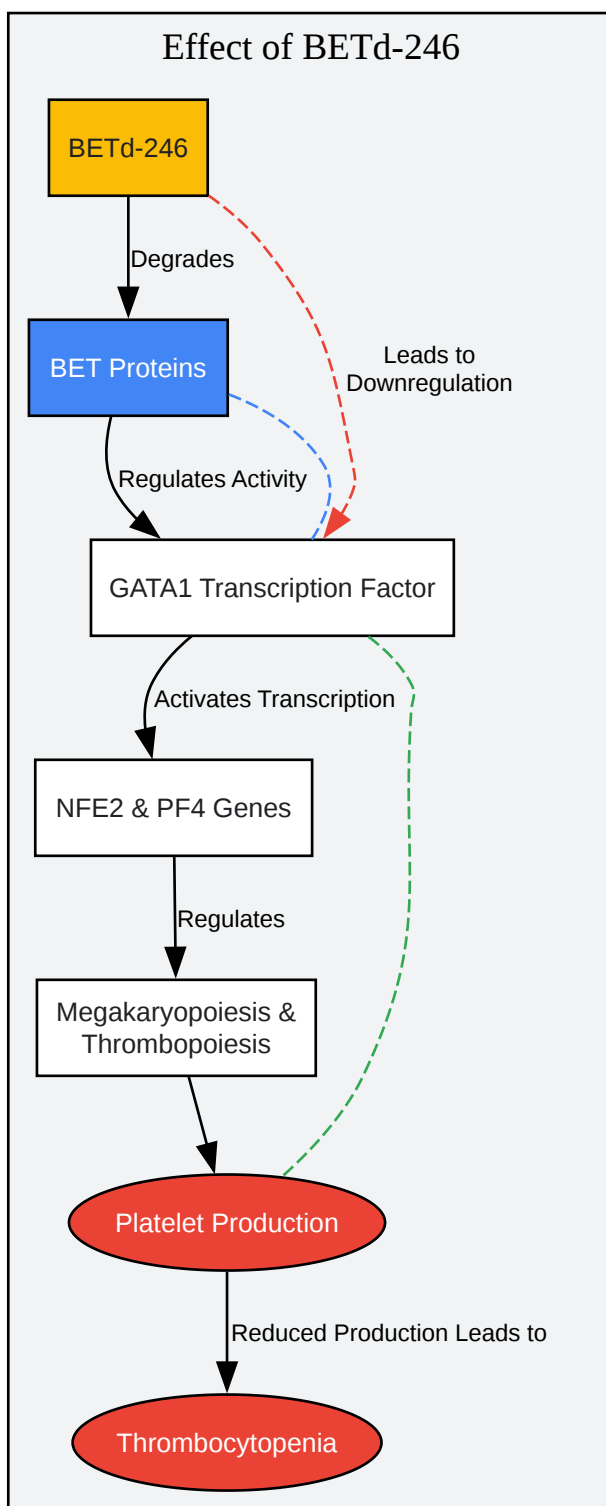 Effect of BETd-246
BETd-246
Degrades
BET Proteins
Leads to
Downregulation
Regulates Activity
GATA1 Transcription Factor
Activates Transcription
NFE2 & PF4 Genes
Regulates
Megakaryopoiesis &
Thrombopoiesis
Platelet Production
Reduced Production Leads to
Thrombocytopenia